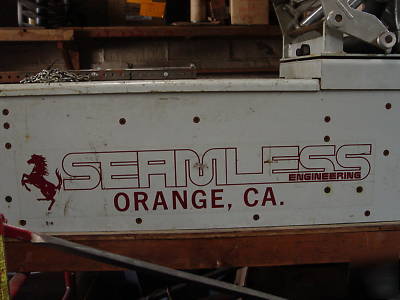 SEAMLESS
ENGINEERING
ORANGE, CA.